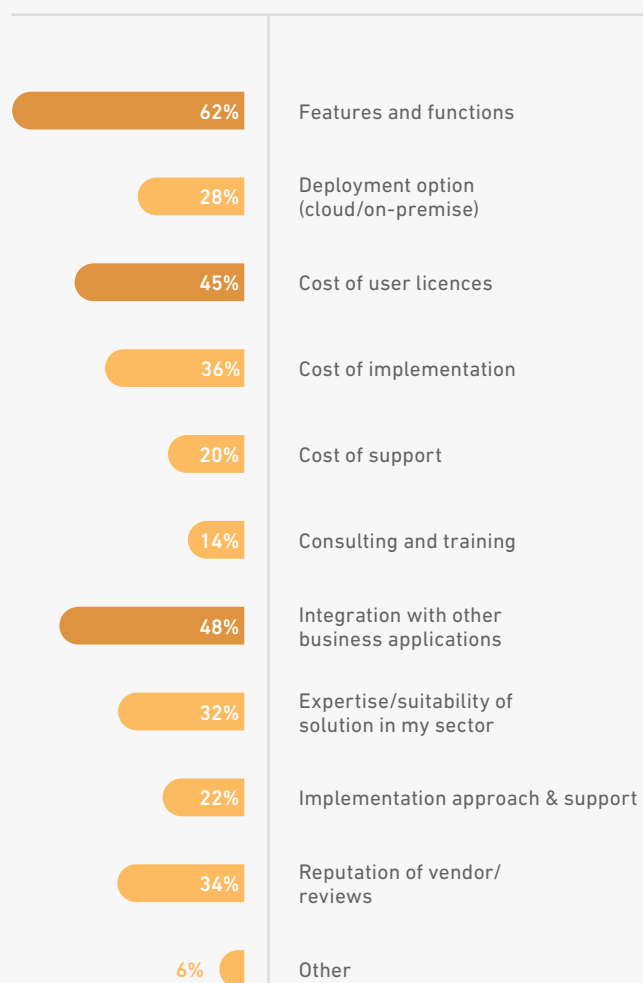 62%
Features and functions
28%
Deployment option
(cloud/on-premise)
45%
Cost of user licences
36%
Cost of implementation
20%
Cost of support
14%
Consulting and training
48%
Integration with other
business applications
32%
Expertise/suitability of
solution in my sector
22%
Implementation approach & support
34%
Reputation of vendor/
reviews
6%
Other